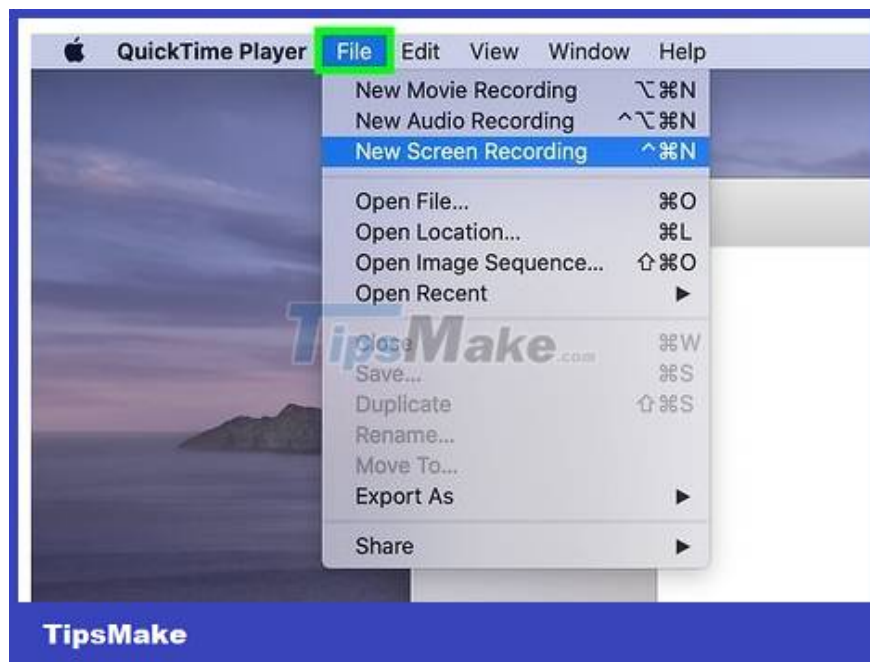 QuickTime Player File Edit View Window Help
New Movie Recording ⌥⌘N
New Audio Recording ^⌥⌘N
New Screen Recording ^⌘N
Open File... ⌘O
Open Location... ⌘L
Open Image Sequence... ⇧⌘O
Open Recent ▶
TipsMake.com
Close ⌘W
Save... ⌘S
Duplicate ⇧⌘S
Rename...
Move To...
Export As ▶
Share ▶
TipsMake